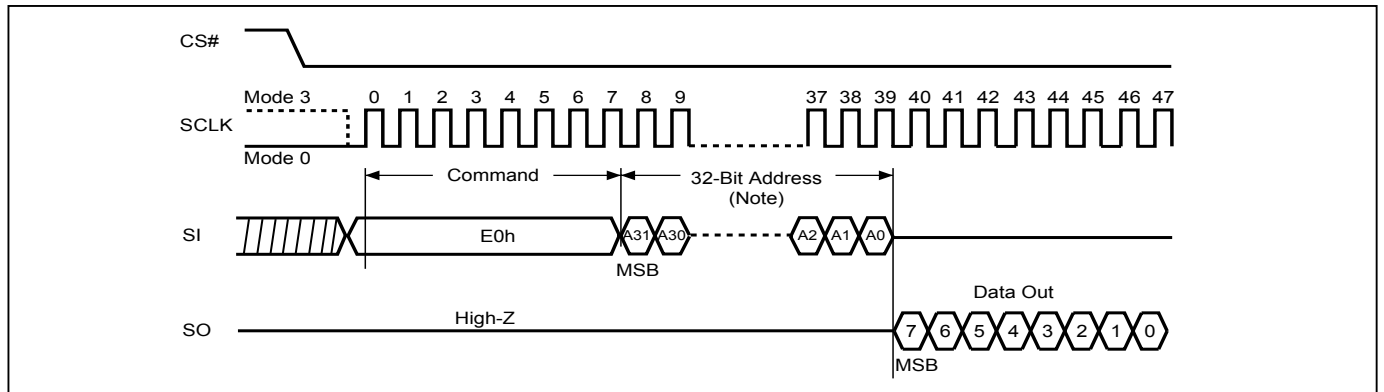 CS#
Mode 3 0 1 2 3 4 5 6 7 8 9 37 38 39 40 41 42 43 44 45 46 47
SCLK
Mode 0
Command 32-Bit Address
(Note)
SI E0h A31 A30 A2 A1 A0
MSB
Data Out
High-Z
SO 7 6 5 4 3 2 1 0
MSB